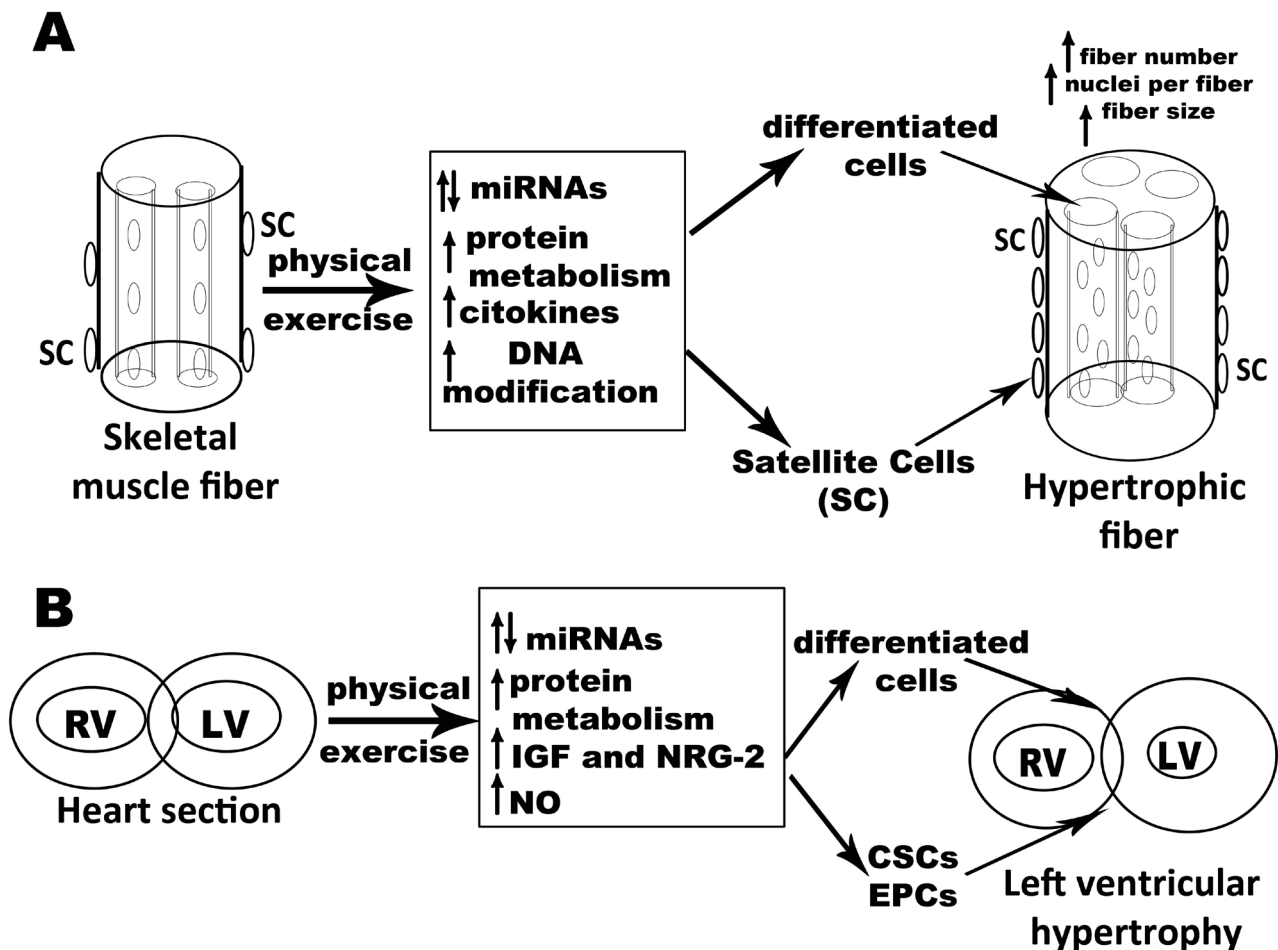 A
fiber number
nuclei per fiber
fiber size
differentiated
cells
miRNAs
protein
metabolism
citokines
DNA
modification
SC
SC
physical
exercise
SC
SC
Skeletal
muscle fiber
Satellite Cells
(SC)
Hypertrophic
fiber
B
miRNAs
protein
metabolism
IGF and NRG-2
NO
differentiated
cells
physical
exercise
RV
LV
Heart section
RV
LV
CSCs
EPCs
Left ventricular
hypertrophy